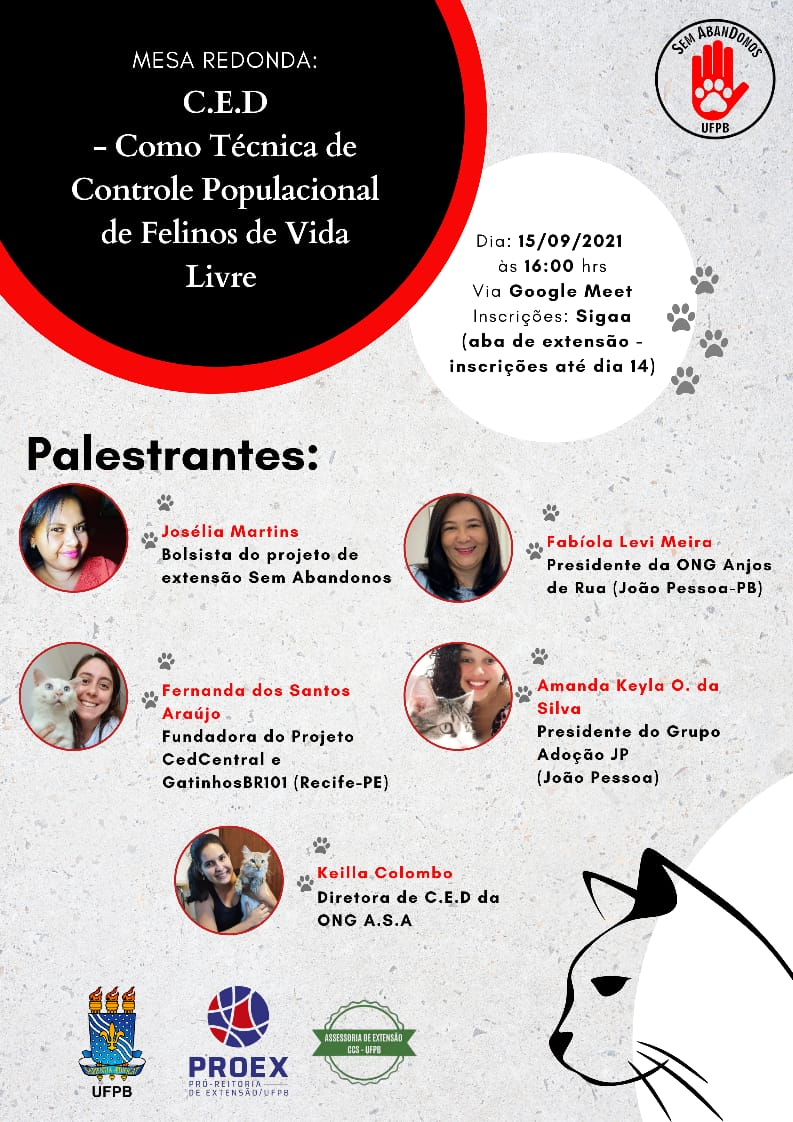 MESA REDONDA:
C.E.D
- Como Técnica de
Controle Populacional
de Felinos de Vida
Livre
SEM ABANDONOS
UFPB
Dia: 15/09/2021
às 16:00 hrs
Via Google Meet
Inscrições: Sigaa
(aba de extensão -
inscrições até dia 14)
Palestrantes:
Josélia Martins
Bolsista do projeto de
extensão Sem Abandonos
Fabíola Levi Meira
Presidente da ONG Anjos
de Rua (João Pessoa-PB)
Fernanda dos Santos
Araújo
Fundadora do Projeto
CedCentral e
GatinhosBR101 (Recife-PE)
Amanda Keyla O. da
Silva
Presidente do Grupo
Adoção JP
(João Pessoa)
Keilla Colombo
Diretora de C.E.D da
ONG A.S.A
UFPB
PROEX
PRÓ-REITORIA
DE EXTENSÃO/UFPB
ASSESSORIA DE EXTENSÃO
CCS - UFPB